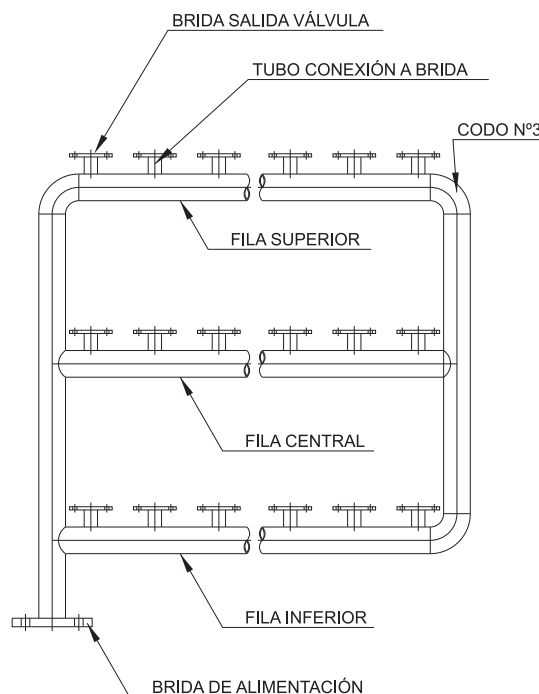 BRIDA SALIDA VÁLVULA
TUBO CONEXIÓN A BRIDA
CODO Nº3
FILA SUPERIOR
FILA CENTRAL
FILA INFERIOR
BRIDA DE ALIMENTACIÓN